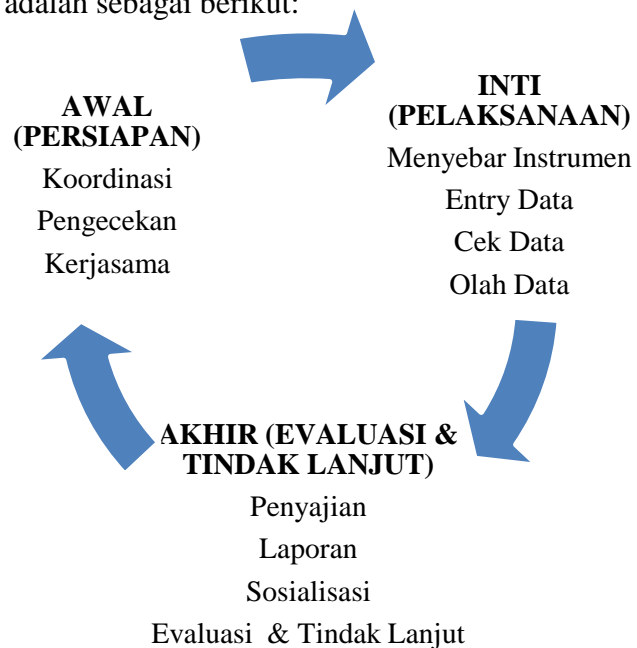 adalah sebagai berikut:
AWAL
(PERSIAPAN)
Koordinasi
Pengecekan
Kerjasama
INTI
(PELAKSANAAN)
Menyebar Instrumen
Entry Data
Cek Data
Olah Data
AKHIR (EVALUASI &
TINDAK LANJUT)
Penyajian
Laporan
Sosialisasi
Evaluasi & Tindak Lanjut